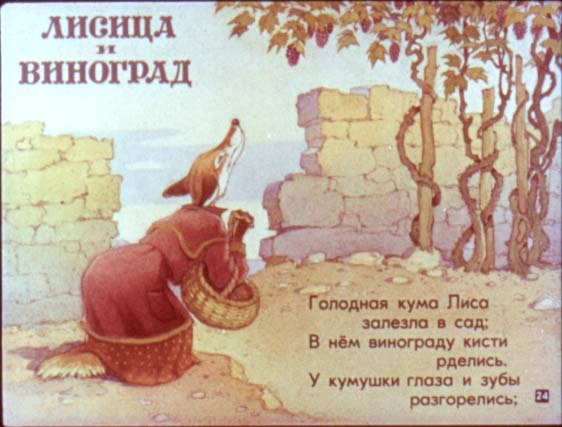 ЛИСИЦА
и
ВИНОГРАД
Голодная кума Лиса
залезла в сад;
В нём винограду кисти
рделись.
У кумушки глаза и зубы
разгорелись;
24